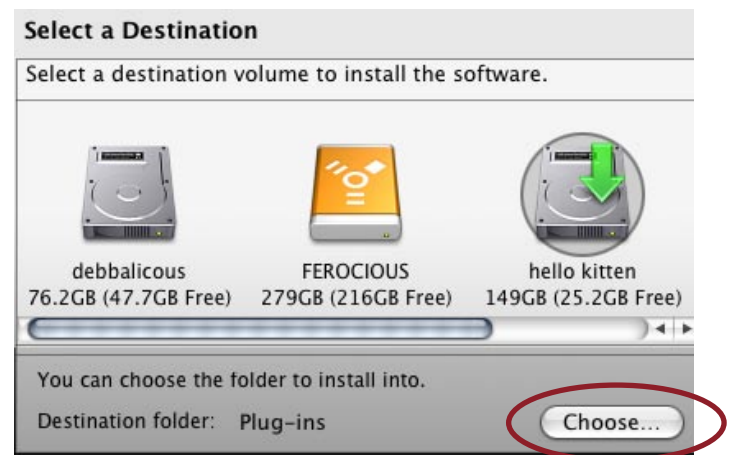 Select a Destination
Select a destination volume to install the software.
debbalicous FEROCIOUS hello kitten
76.2GB (47.7GB Free) 279GB (216GB Free) 149GB (25.2GB Free)
You can choose the folder to install into.
Destination folder: Plug-ins Choose...